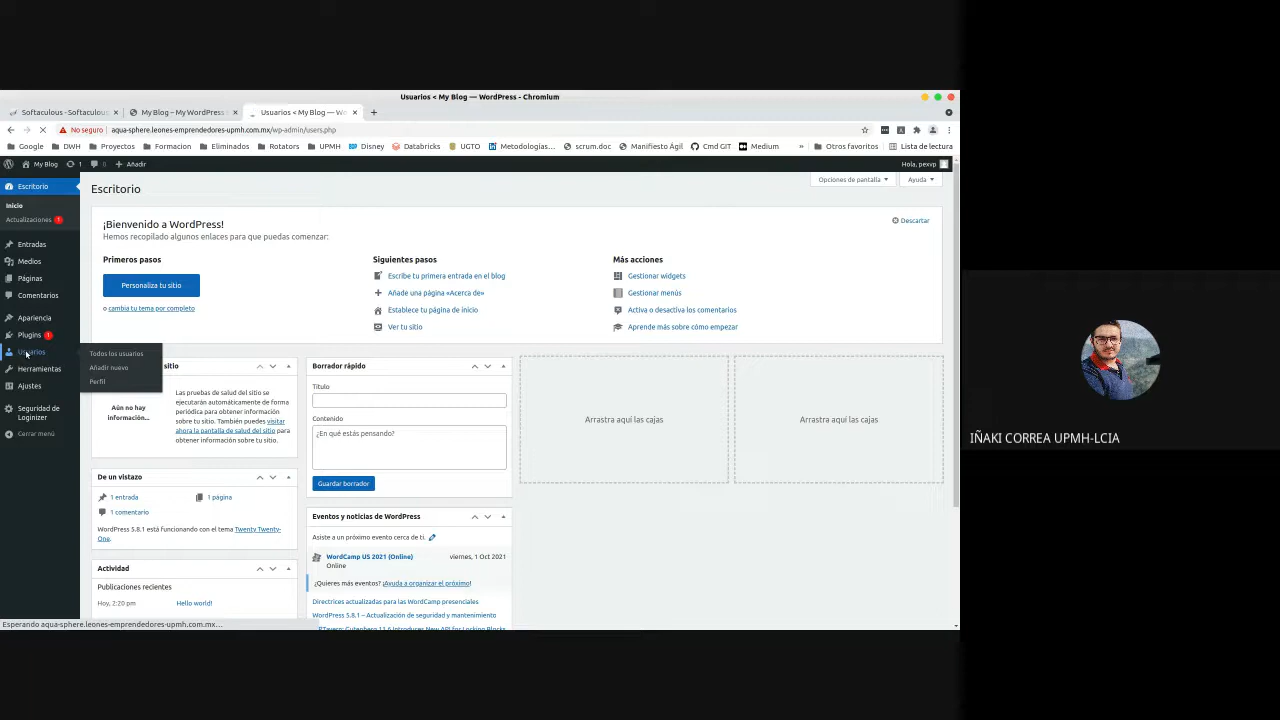 Usuarios < My Blog — WordPress - Chromium
Softaculous -Softaculou:
My Blog – My WordPress
Usuarios < My Blog — Wo
No seguro
aqua-sphere.leones-emprendedores-upmh.com.mx/wp-admin/users.php
Google DWH Proyectos Formacion Eliminados Rotators UPMH Disney Databricks UGTO Metodologías... scrum.doc Manifiesto Ágil Cmd GIT Medium » Otros favoritos Lista de lectura
My Blog 1 0 Añadir Hola, pexvp
Escritorio
Inicio
Actualizaciones 1
Entradas
Medios
Páginas
Comentarios
Apariencia
Plugins 1
Usuarios
Herramientas
Ajustes
Seguridad de
Loginizer
Cerrar menú
Todos los usuarios
Añadir nuevo
Perfil
Escritorio
Opciones de pantalla
Ayuda
¡Bienvenido a WordPress!
Descartar
Hemos recopilado algunos enlaces para que puedas comenzar:
Primeros pasos
Personaliza tu sitio
o cambia tu tema por completo
Siguientes pasos
Escribe tu primera entrada en el blog
Añade una página «Acerca de»
Establece tu página de inicio
Ver tu sitio
Más acciones
Gestionar widgets
Gestionar menús
Activa o desactiva los comentarios
Aprende más sobre cómo empezar
sitio
Aún no hay
información...
Las pruebas de salud del sitio se
ejecutarán automáticamente de forma
periódica para obtener información
sobre tu sitio. También puedes visitar
ahora la pantalla de salud del sitio para
obtener información sobre tu sitio.
De un vistazo
1 entrada
1 página
1 comentario
WordPress 5.8.1 está funcionando con el tema Twenty Twenty-
One.
Actividad
Publicaciones recientes
Hoy, 2:20 pm
Hello world!
Borrador rápido
Título
Contenido
¿En qué estás pensando?
Guardar borrador
Eventos y noticias de WordPress
Asiste a un próximo evento cerca de ti.
WordCamp US 2021 (Online)
viernes, 1 Oct 2021
Online
¿Quieres más eventos? ¡Ayuda a organizar el próximo!
Directrices actualizadas para las WordCamp presenciales
WordPress 5.8.1 – Actualización de seguridad y mantenimiento
Arrastra aquí las cajas
Arrastra aquí las cajas
Esperando aqua-sphere.leones-emprendedores-upmh.com.mx...
IÑAKI CORREA UPMH-LCIA